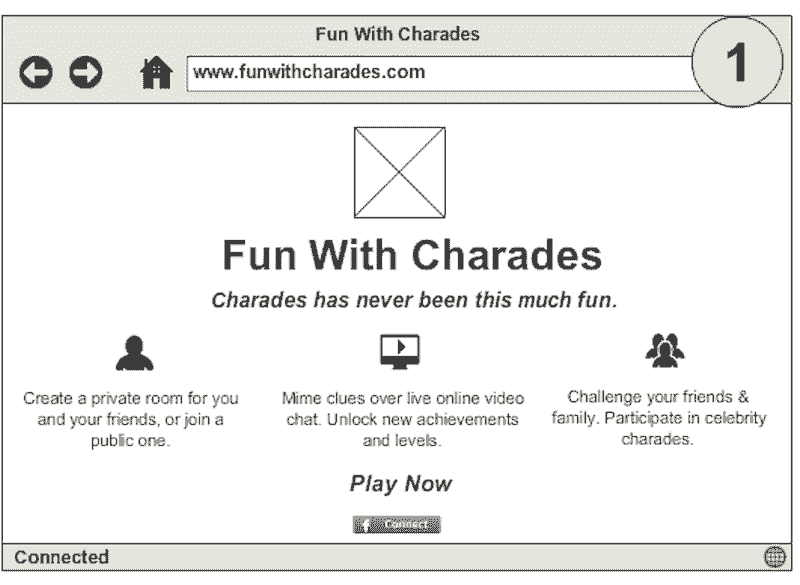 Fun With Charades
www.funwithcharades.com
1
Fun With Charades
Charades has never been this much fun.
Create a private room for you
and your friends, or join a
public one.
Mime clues over live online video
chat. Unlock new achievements
and levels.
Challenge your friends &
family. Participate in celebrity
charades.
Play Now
f Connect
Connected